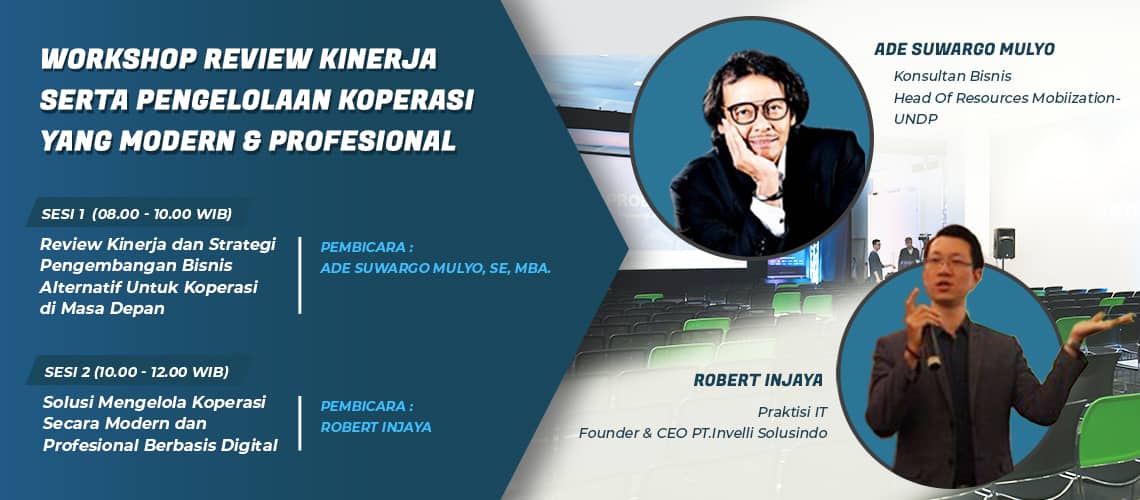 WORKSHOP REVIEW KINERJA
SERTA PENGELOLAAN KOPERASI
YANG MODERN & PROFESIONAL
SESI 1 (08.00 - 10.00 WIB)
Review Kinerja dan Strategi
Pengembangan Bisnis
Alternatif Untuk Koperasi
di Masa Depan
PEMBICARA :
ADE SUWARGO MULYO, SE, MBA.
SESI 2 (10.00 - 12.00 WIB)
Solusi Mengelola Koperasi
Secara Modern dan
Profesional Berbasis Digital
PEMBICARA :
ROBERT INJAYA
ADE SUWARGO MULYO
Konsultan Bisnis
Head Of Resources Mobiization-
UNDP
ROBERT INJAYA
Praktisi IT
Founder & CEO PT.Invelli Solusindo